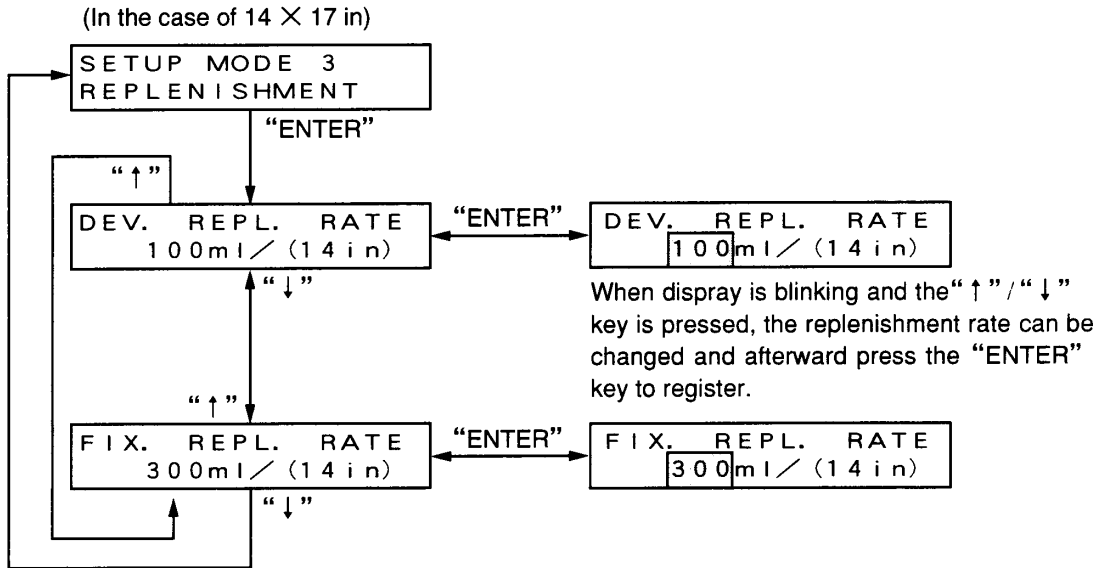 (In the case of 14 × 17 in)
SETUP MODE 3
REPLENISHMENT
“ENTER”
“↑”
DEV. REPL. RATE
100ml/(14in)
“ENTER”
DEV. REPL. RATE
100ml/(14in)
“↓”
When dispray is blinking and the “↑” / “↓”
key is pressed, the replenishment rate can be
changed and afterward press the “ENTER”
key to register.
“↑”
FIX. REPL. RATE
300ml/(14in)
“ENTER”
FIX. REPL. RATE
300ml/(14in)
“↓”